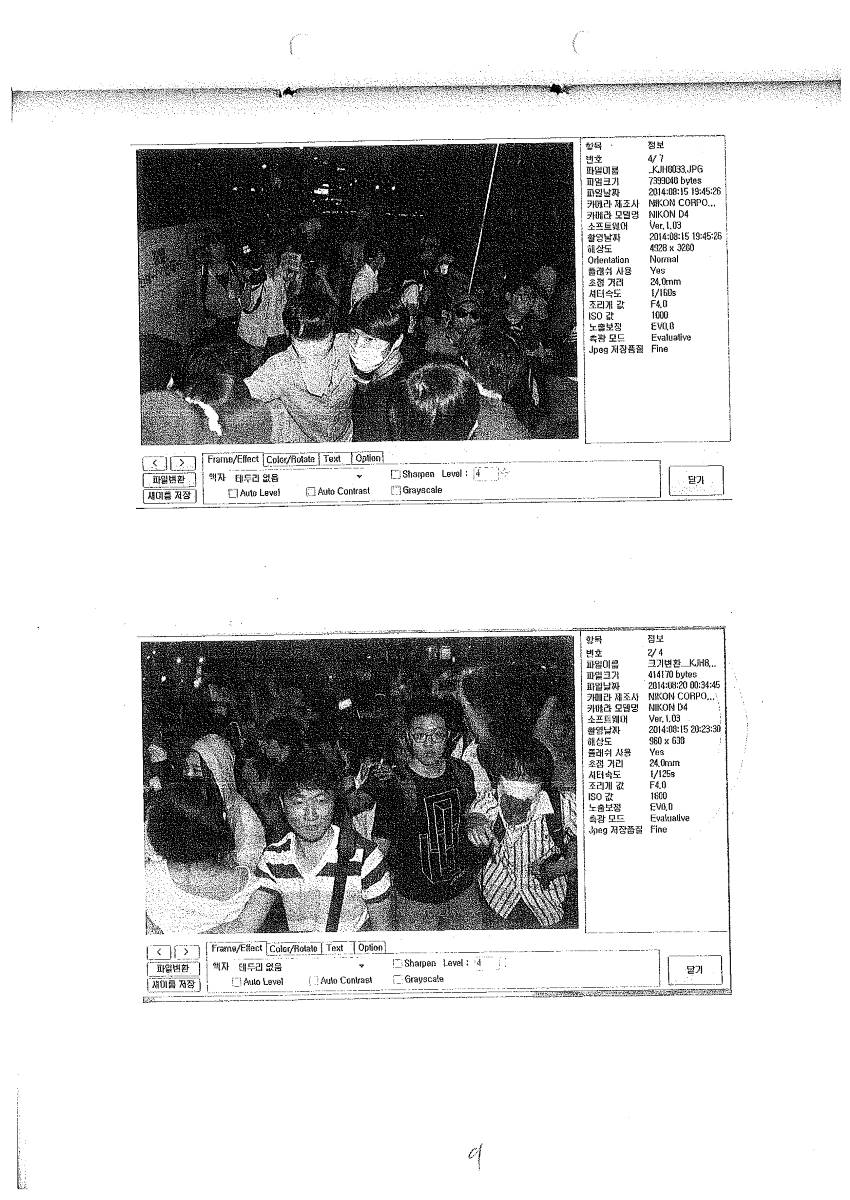 항목 정보
번호 4/ 7
파일이름 _KJH0033.JPG
파일크기 7399040 bytes
파일날짜 2014:08:15 19:45:26
카메라 제조사 NIKON CORPO...
카메라 모델명 NIKON D4
소프트웨어 Ver.1.03
촬영날짜 2014:08:15 19:45:26
해상도 4928 x 3280
Orientation Normal
플래쉬 사용 Yes
초점 거리 24.0mm
셔터속도 1/160s
조리개 값 F4.0
ISO 값 1000
노출보정 EV0.0
측광 모드 Evaluative
Jpeg 저장품질 Fine
< >
파일변환
새이름 저장
Frame/Effect Color/Rotate Text Option
액자 테두리 없음
Auto Level Auto Contrast
Sharpen Level : 4
Grayscale
닫기
항목 정보
번호 2/ 4
파일이름 크기변환__KJH8...
파일크기 414170 bytes
파일날짜 2014:08:20 00:34:45
카메라 제조사 NIKON CORPO...
카메라 모델명 NIKON D4
소프트웨어 Ver.1.03
촬영날짜 2014:08:15 20:23:30
해상도 960 x 638
플래쉬 사용 Yes
초점 거리 24.0mm
셔터속도 1/125s
조리개 값 F4.0
ISO 값 1600
노출보정 EV0.0
측광 모드 Evaluative
Jpeg 저장품질 Fine
< >
파일변환
새이름 저장
Frame/Effect Color/Rotate Text Option
액자 테두리 없음
Auto Level Auto Contrast
Sharpen Level : 4
Grayscale
닫기
9